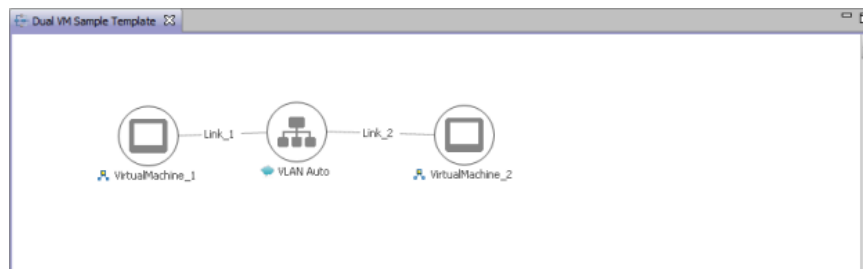 Dual VM Sample Template
Link_1
Link_2
VirtualMachine_1
VLAN Auto
VirtualMachine_2